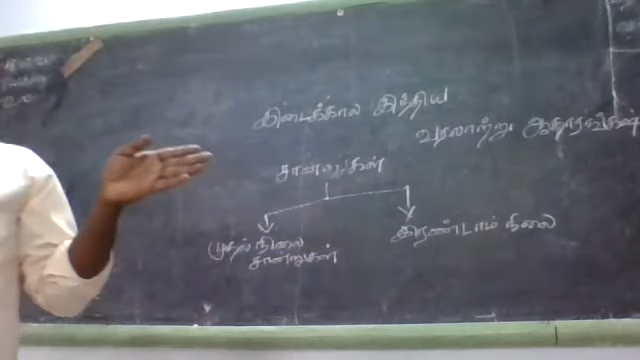 இடைக்கால இந்திய
வரலாற்று ஆதாரங்கள்
சான்றுகள்
முதல் நிலை
சான்றுகள்
இரண்டாம் நிலை